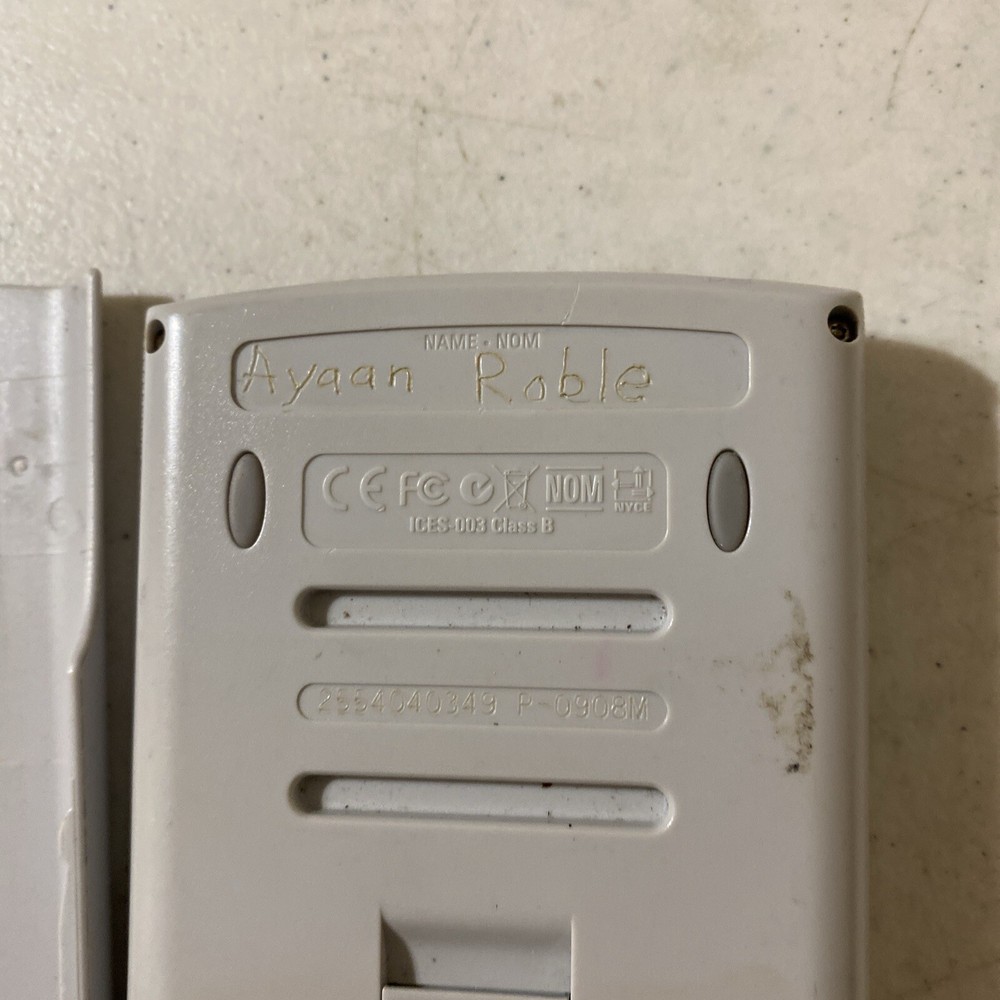 NAME • NOM
Ayaan Roble
CE FC NOM NYCE
ICES-003 Class B
2554040349 P-0908M